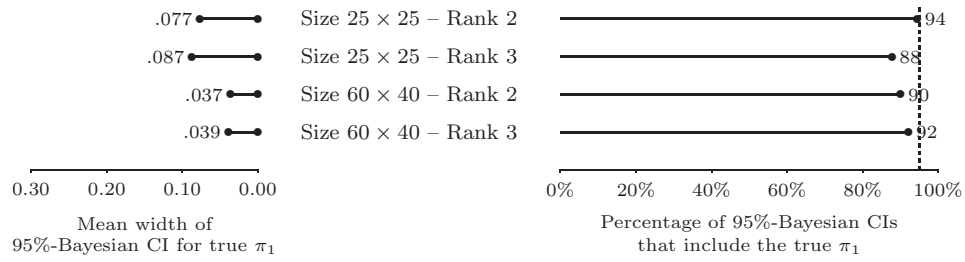 .077 Size 25 × 25 – Rank 2 94
.087 Size 25 × 25 – Rank 3 88
.037 Size 60 × 40 – Rank 2 90
.039 Size 60 × 40 – Rank 3 92
0.30 0.20 0.10 0.00 0% 20% 40% 60% 80% 100%
Mean width of
95%-Bayesian CI for true π₁
Percentage of 95%-Bayesian CIs
that include the true π₁